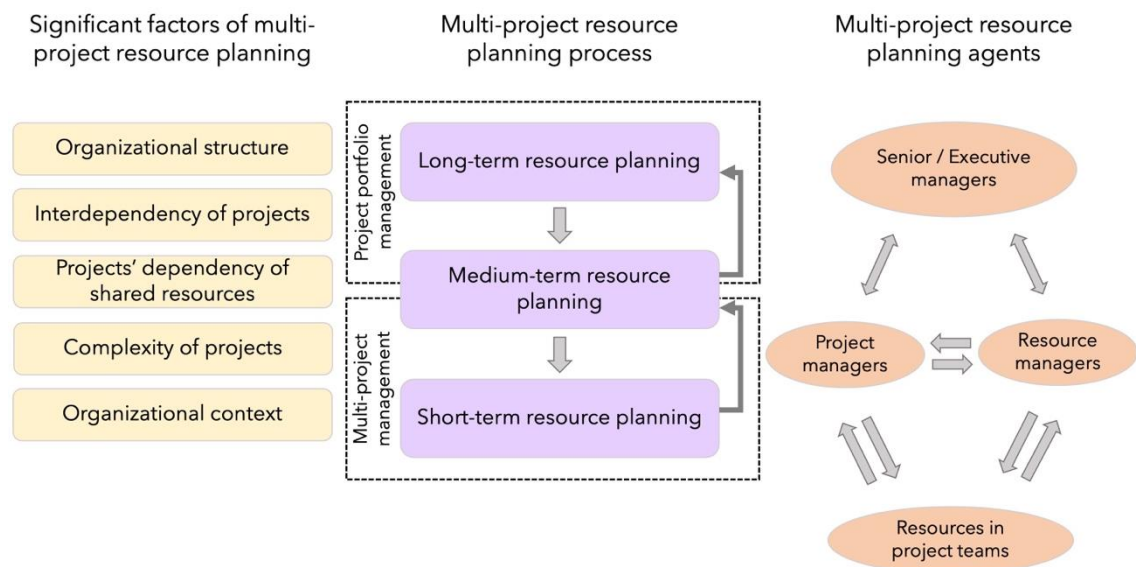 Significant factors of multi-
project resource planning
Organizational structure
Interdependency of projects
Projects’ dependency of
shared resources
Complexity of projects
Organizational context
Multi-project resource
planning process
Project portfolio
management
Long-term resource planning
Medium-term resource
planning
Multi-project
management
Short-term resource planning
Multi-project resource
planning agents
Senior / Executive
managers
Project
managers
Resource
managers
Resources in
project teams